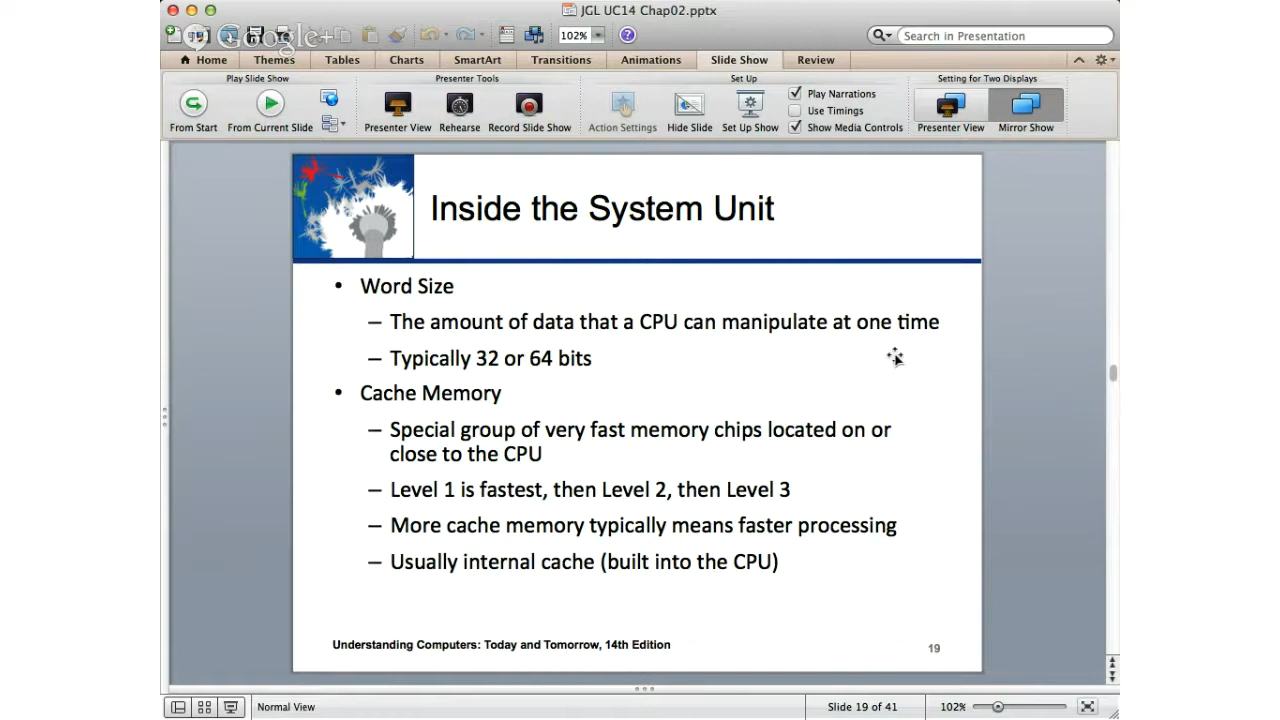 JGL UC14 Chap02.pptx
Google+
102%
Search in Presentation
Home Themes Tables Charts SmartArt Transitions Animations Slide Show Review
Play Slide Show Presenter Tools Set Up Setting for Two Displays
Play Narrations
Use Timings
From Start From Current Slide Presenter View Rehearse Record Slide Show Action Settings Hide Slide Set Up Show Show Media Controls Presenter View Mirror Show
Inside the System Unit
• Word Size
– The amount of data that a CPU can manipulate at one time
– Typically 32 or 64 bits
• Cache Memory
– Special group of very fast memory chips located on or
close to the CPU
– Level 1 is fastest, then Level 2, then Level 3
– More cache memory typically means faster processing
– Usually internal cache (built into the CPU)
Understanding Computers: Today and Tomorrow, 14th Edition
19
Normal View Slide 19 of 41 102%